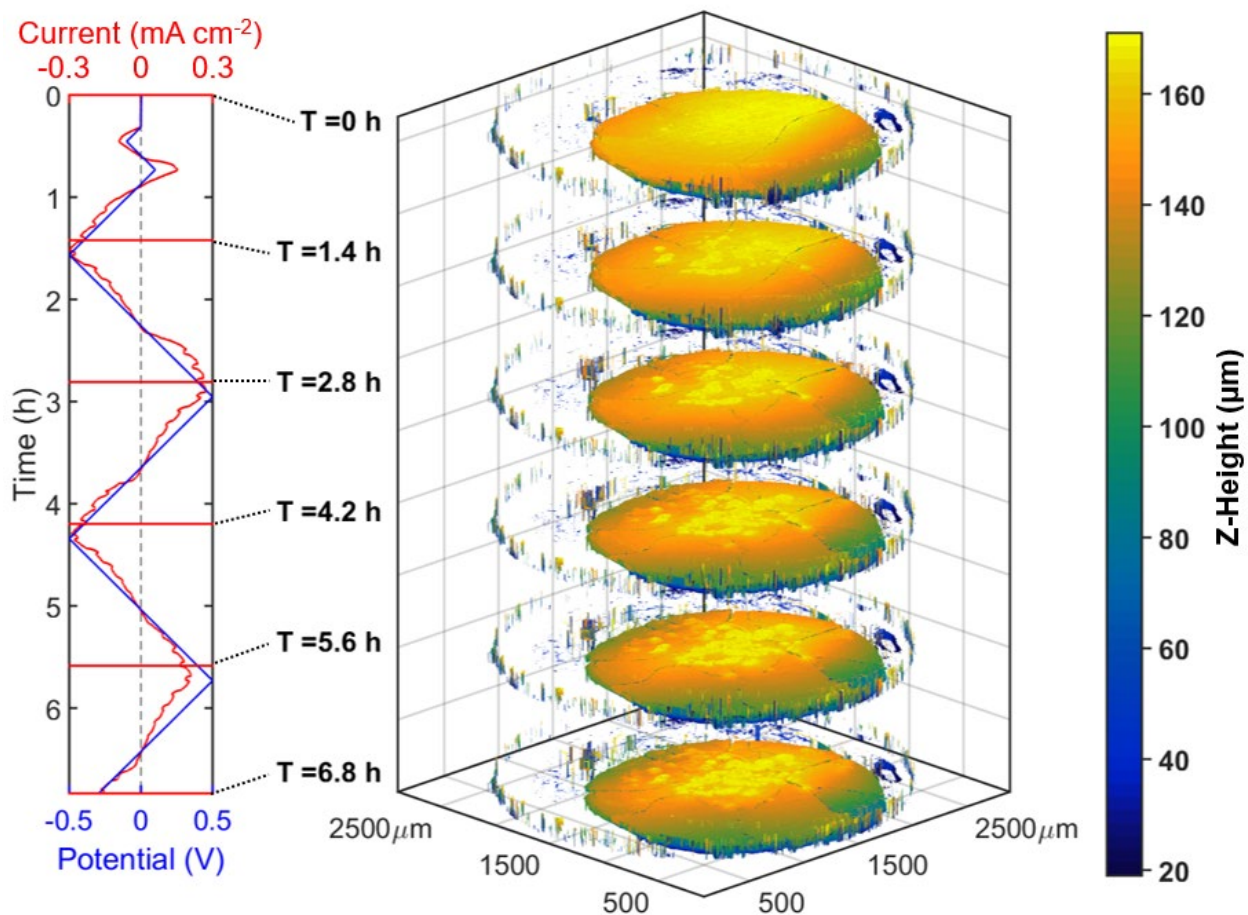 Current (mA cm-2)
-0.3 0 0.3
0
1
2
3
4
5
6
Time (h)
-0.5 0 0.5
Potential (V)
T =0 h
T =1.4 h
T =2.8 h
T =4.2 h
T =5.6 h
T =6.8 h
2500μm
1500
500
500
1500
2500μm
160
140
120
100
80
60
40
20
Z-Height (μm)